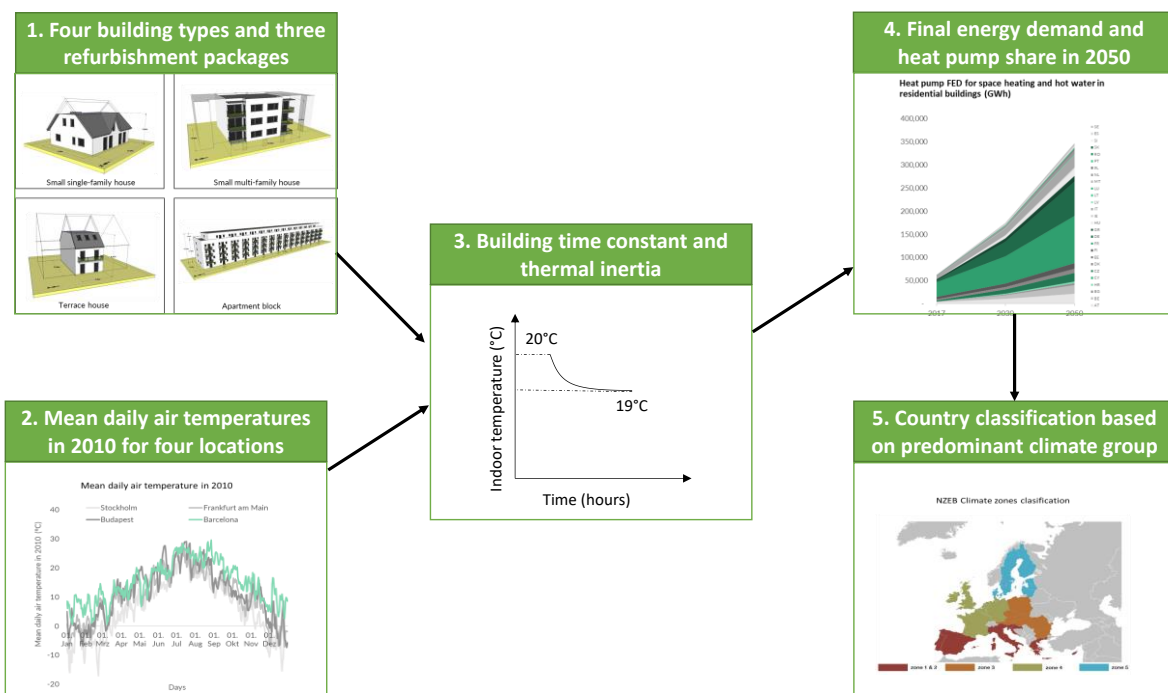 1. Four building types and three
refurbishment packages
Small single-family house
Small multi-family house
Terrace house
Apartment block
2. Mean daily air temperatures
in 2010 for four locations
Mean daily air temperature in 2010
Stockholm
Frankfurt am Main
Budapest
Barcelona
Mean daily air temperature in 2010 (°C)
40
30
20
10
0
-10
-20
01. 01. 01. 01. 01. 01. 01. 01. 01. 01. 01. 01.
Jan Feb Mrz Apr Mai Jun Jul Aug Sep Okt Nov Dez
Days
3. Building time constant and
thermal inertia
Indoor temperature (°C)
20°C
19°C
Time (hours)
4. Final energy demand and
heat pump share in 2050
Heat pump FED for space heating and hot water in
residential buildings (GWh)
400,000
350,000
300,000
250,000
200,000
150,000
100,000
50,000
-
2017
2030
2050
5. Country classification based
on predominant climate group
NZEB Climate zones clasification
zone 1 & 2
zone 3
zone 4
zone 5